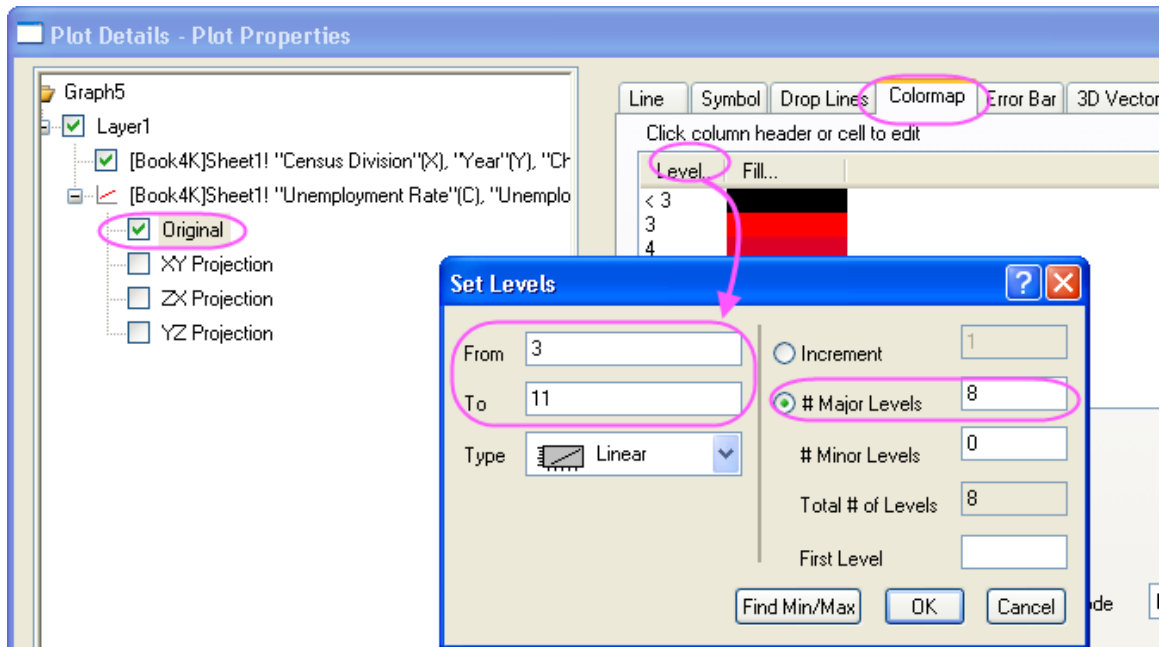 Plot Details - Plot Properties
Graph5
Layer1
[Book4K]Sheet1! "Census Division"(X), "Year"(Y), "Ch
[Book4K]Sheet1! "Unemployment Rate"(C), "Unemplo
Original
XY Projection
ZX Projection
YZ Projection
Line Symbol Drop Lines Colormap Error Bar 3D Vector
Click column header or cell to edit
Level... Fill...
< 3
3
4
Set Levels
From 3
To 11
Type Linear
Increment 1
# Major Levels 8
# Minor Levels 0
Total # of Levels 8
First Level
Find Min/Max OK Cancel